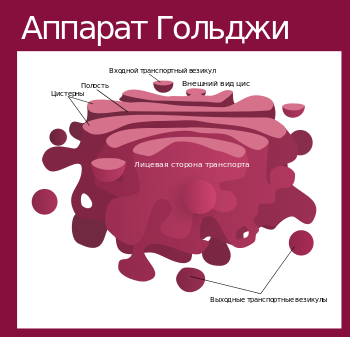 Аппарат Гольджи
Входной транспортный везикул
Внешний вид цис
Полость
Цистерны
Лицевая сторона транспорта
Выходные транспортные везикулы